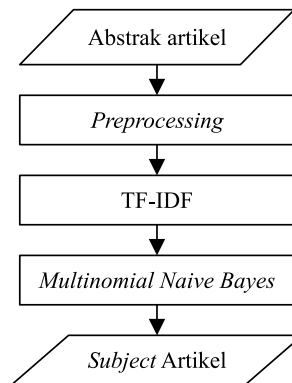 Abstrak artikel
Preprocessing
TF-IDF
Multinomial Naive Bayes
Subject Artikel